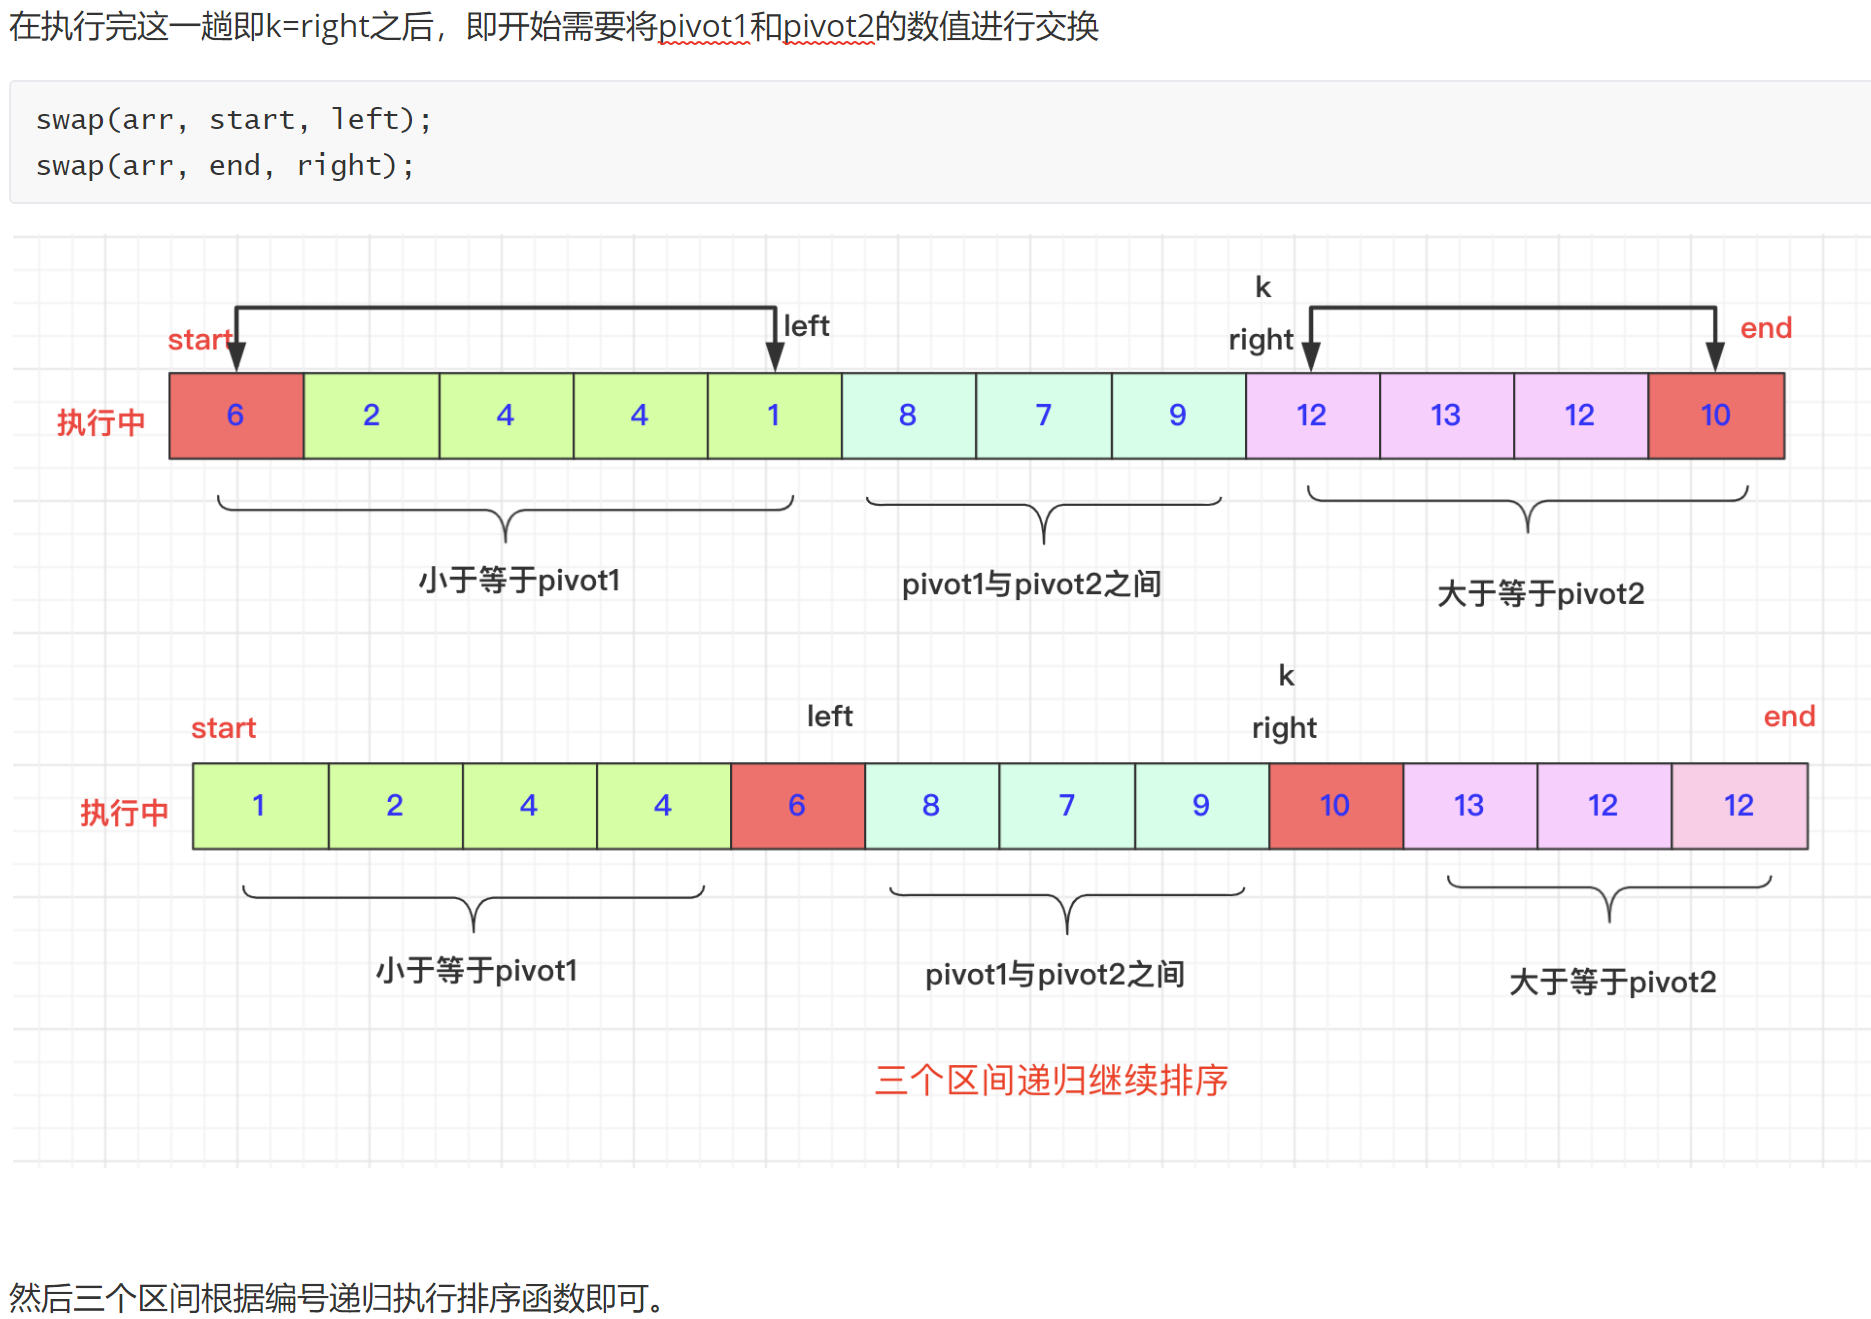 在执行完这一趟即k=right之后，即开始需要将pivot1和pivot2的数值进行交换
swap(arr, start, left);
swap(arr, end, right);
k
start left right end
执行中 6 2 4 4 1 8 7 9 12 13 12 10
小于等于pivot1 pivot1与pivot2之间 大于等于pivot2
k
start left right end
执行中 1 2 4 4 6 8 7 9 10 13 12 12
小于等于pivot1 pivot1与pivot2之间 大于等于pivot2
三个区间递归继续排序
然后三个区间根据编号递归执行排序函数即可。